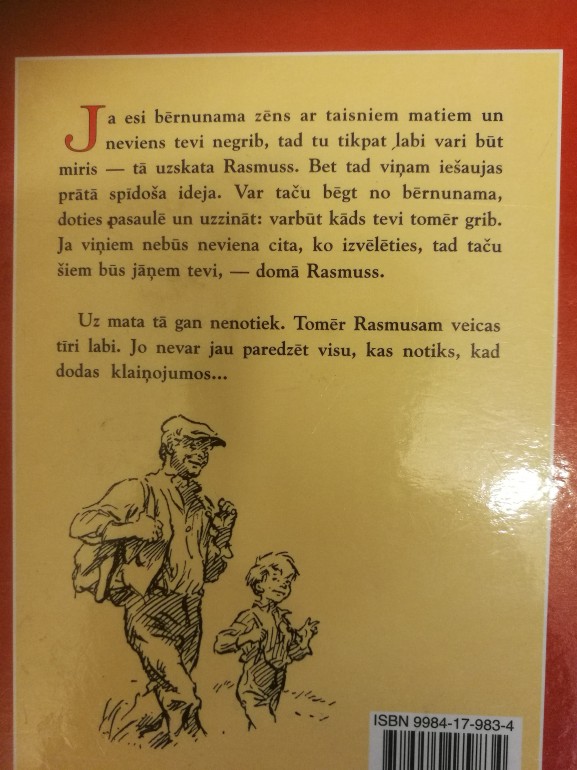 Ja esi bērnunama zēns ar taisniem matiem un
neviens tevi negrib, tad tu tikpat labi vari būt
miris — tā uzskata Rasmuss. Bet tad viņam iešaujas
prātā spīdoša ideja. Var taču bēgt no bērnunama,
doties pasaulē un uzzināt: varbūt kāds tevi tomēr grib.
Ja viņiem nebūs neviena cita, ko izvēlēties, tad taču
šiem būs jāņem tevi, — domā Rasmuss.
Uz mata tā gan nenotiek. Tomēr Rasmusam veicas
tīri labi. Jo nevar jau paredzēt visu, kas notiks, kad
dodas klaiņojumos...
ISBN 9984-17-983-4